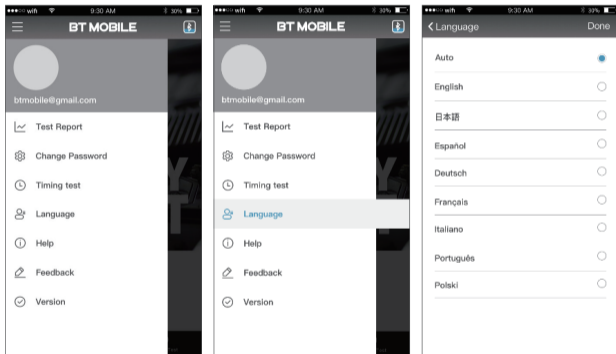 wifi 9:30 AM 30%
BT MOBILE
btmobile@gmail.com
Test Report
Change Password
Timing test
Language
Help
Feedback
Version
wifi 9:30 AM 30%
BT MOBILE
btmobile@gmail.com
Test Report
Change Password
Timing test
Language
Help
Feedback
Version
wifi 9:30 AM 30%
Language Done
Auto
English
日本語
Español
Deutsch
Français
Italiano
Português
Polski